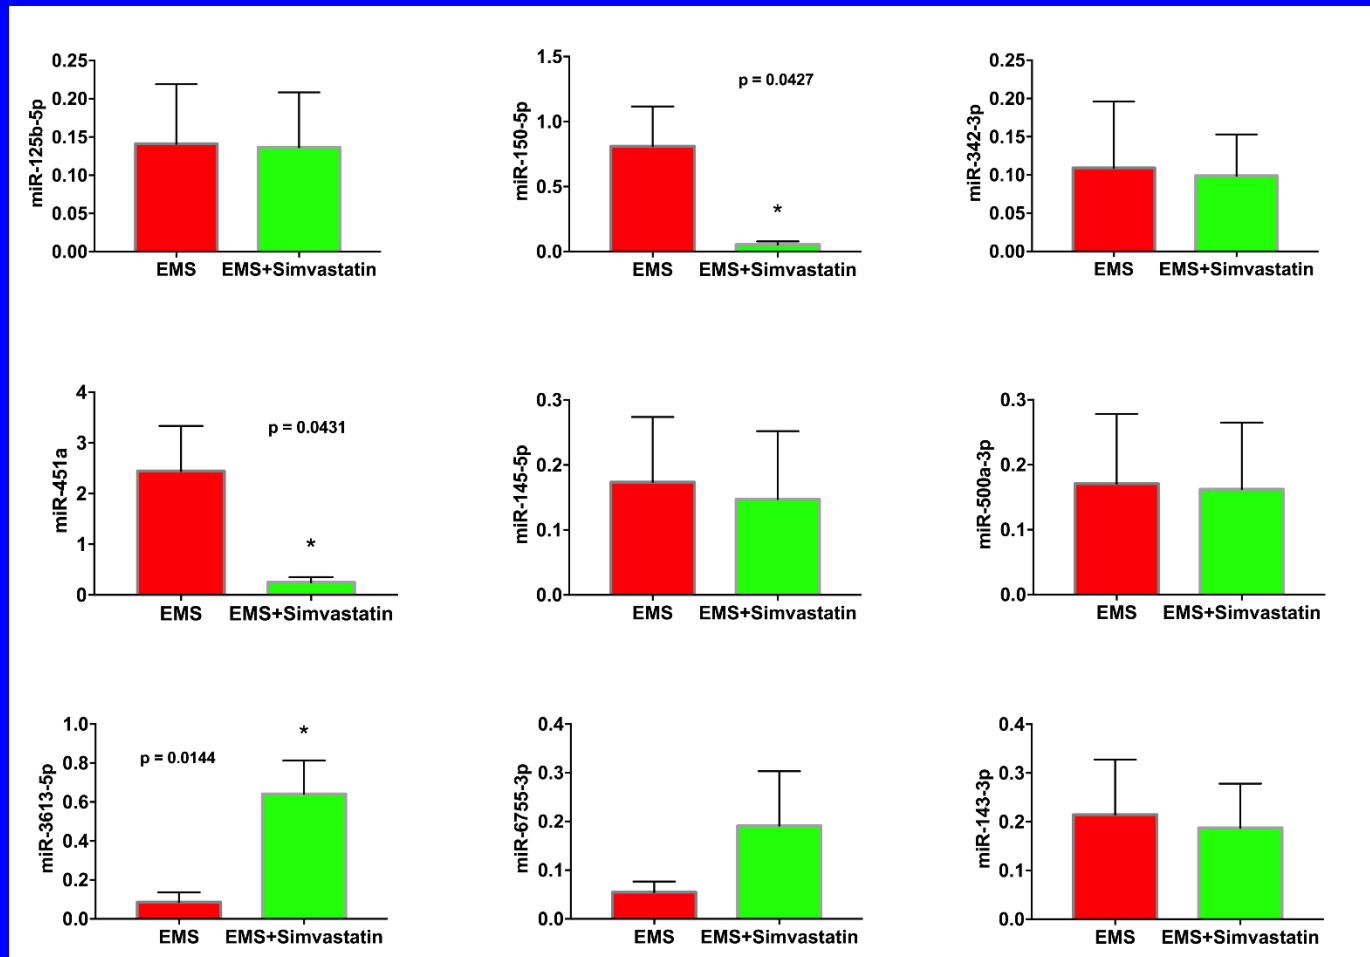 miR-125b-5p
0.25
0.20
0.15
0.10
0.05
0.00
EMS EMS+Simvastatin
miR-150-5p
1.5
1.0
0.5
0.0
p = 0.0427
*
EMS EMS+Simvastatin
miR-342-3p
0.25
0.20
0.15
0.10
0.05
0.00
EMS EMS+Simvastatin
miR-451a
4
3
2
1
0
p = 0.0431
*
EMS EMS+Simvastatin
miR-145-5p
0.3
0.2
0.1
0.0
EMS EMS+Simvastatin
miR-500a-3p
0.3
0.2
0.1
0.0
EMS EMS+Simvastatin
miR-3613-5p
1.0
0.8
0.6
0.4
0.2
0.0
p = 0.0144
*
EMS EMS+Simvastatin
miR-6755-3p
0.4
0.3
0.2
0.1
0.0
EMS EMS+Simvastatin
miR-143-3p
0.4
0.3
0.2
0.1
0.0
EMS EMS+Simvastatin